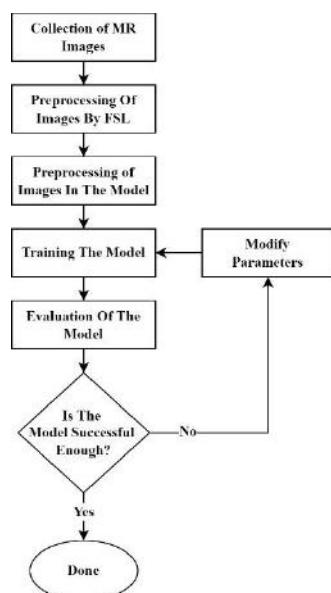 Collection of MR
Images
Preprocessing Of
Images By FSL
Preprocessing of
Images In The Model
Training The Model
Modify
Parameters
Evaluation Of The
Model
Is The
Model Successful
Enough?
No
Yes
Done